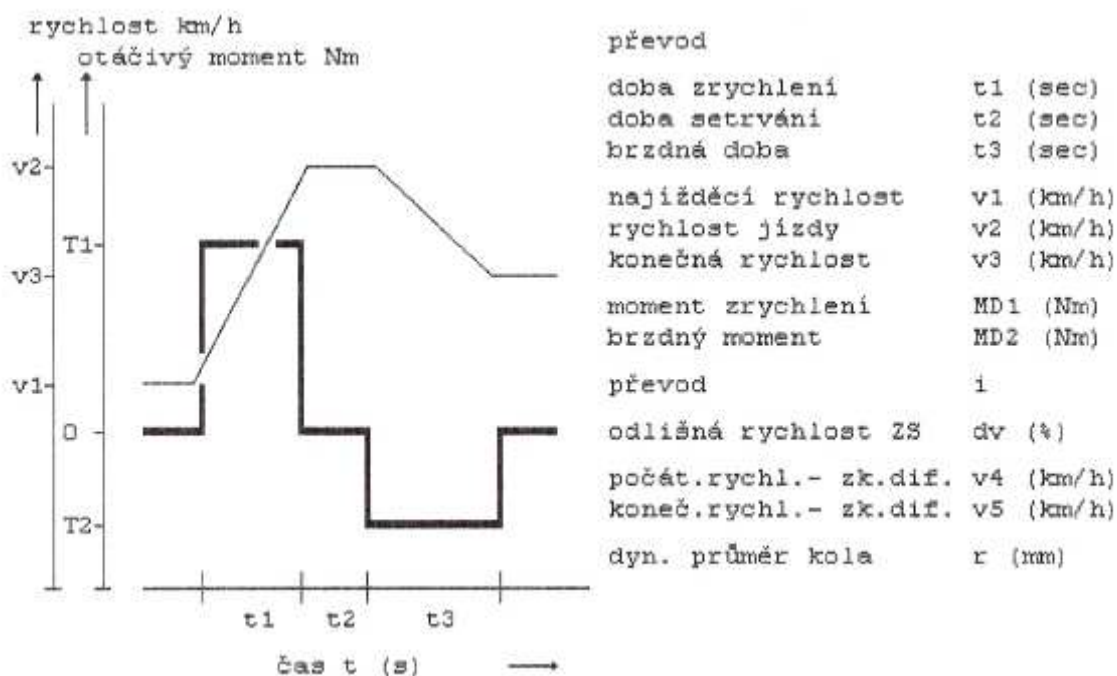 rychlost km/h
otáčivý moment Nm
v2
T1
v3
v1
0
T2
t1 t2 t3
čas t (s)
převod
doba zrychlení t1 (sec)
doba setrvání t2 (sec)
brzdná doba t3 (sec)
najížděcí rychlost v1 (km/h)
rychlost jízdy v2 (km/h)
konečná rychlost v3 (km/h)
moment zrychlení MD1 (Nm)
brzdný moment MD2 (Nm)
převod i
odlišná rychlost ZS dv (%)
počát.rychl.- zk.dif. v4 (km/h)
koneč.rychl.- zk.dif. v5 (km/h)
dyn. průměr kola r (mm)